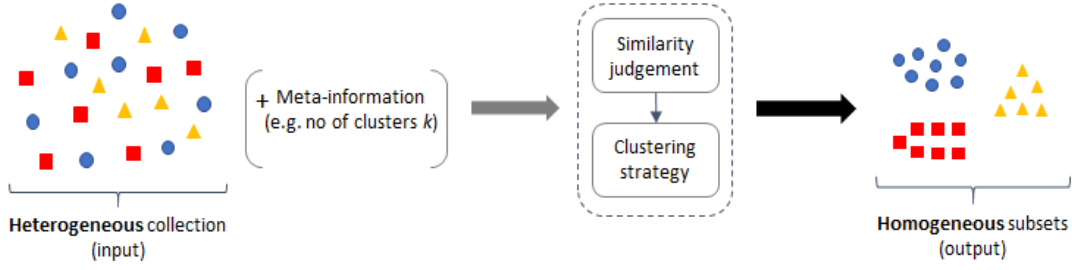 Heterogeneous collection
(input)
+ Meta-information
(e.g. no of clusters k)
Similarity
judgement
Clustering
strategy
Homogeneous subsets
(output)